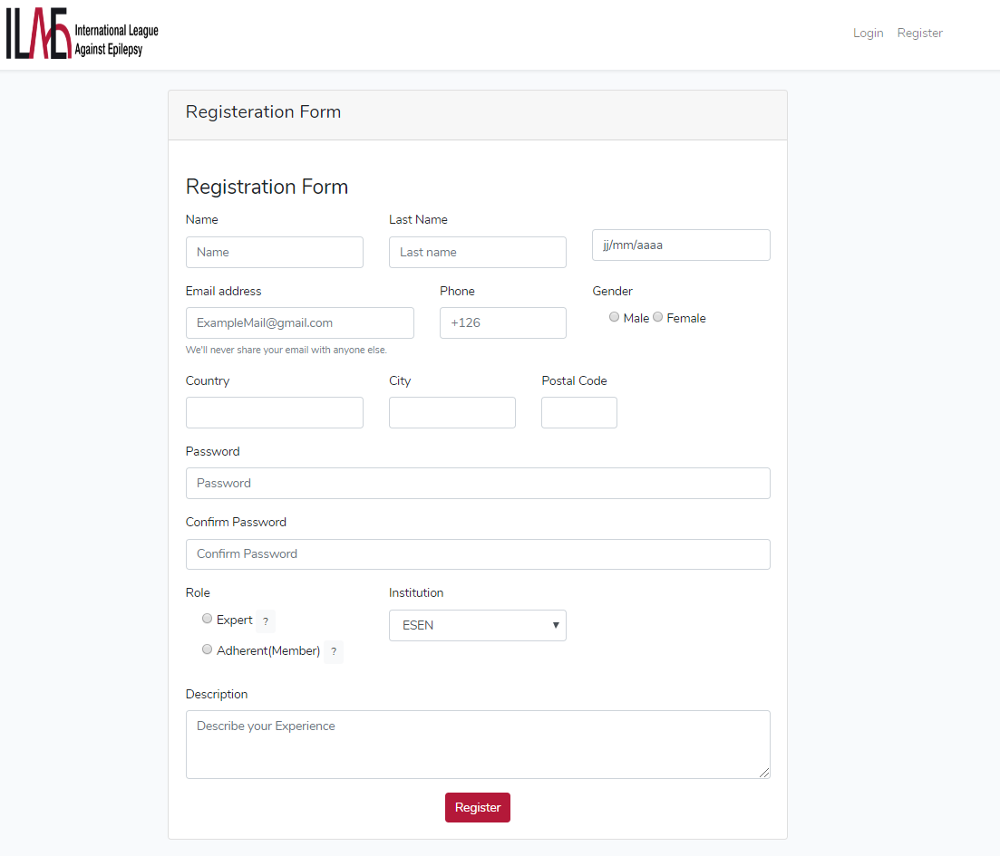 ILAE International League
Against Epilepsy
Login Register
Registeration Form
Registration Form
Name Last Name
Name Last name jj/mm/aaaa
Email address Phone Gender
ExampleMail@gmail.com +126 Male Female
We'll never share your email with anyone else.
Country City Postal Code
Password
Password
Confirm Password
Confirm Password
Role Institution
Expert ? ESEN
Adherent(Member) ?
Description
Describe your Experience
Register